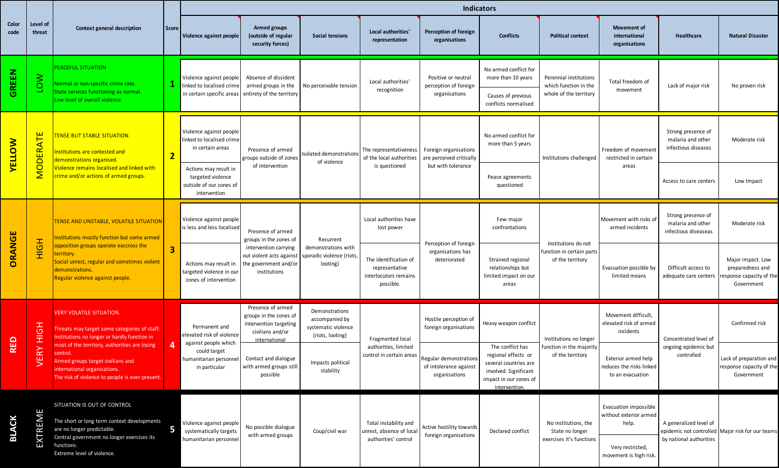 Indicators
Color code
Level of threat
Context general description
Score
Violence against people
Armed groups (outside of regular security forces)
Social tensions
Local authorities' representation
Perception of foreign organisations
Conflicts
Political context
Movement of international organisations
Healthcare
Natural Disaster
GREEN
LOW
PEACEFUL SITUATION
Normal or non-specific crime rate.
State services functioning as normal.
Low level of overall violence.
1
Violence against people linked to localised crime in certain specific areas
Absence of dissident armed groups in the entirety of the territory
No perceivable tension
Local authorities' recognition
Positive or neutral perception of foreign organisations
No armed conflict for more than 10 years
Causes of previous conflicts normalised
Perennial institutions which function in the whole of the territory
Total freedom of movement
Lack of major risk
No proven risk
YELLOW
MODERATE
TENSE BUT STABLE SITUATION.
Institutions are contested and demonstrations organised.
Violence remains localised and linked with crime and/or actions of armed groups.
2
Violence against people linked to localised crime in certain areas
Actions may result in targeted violence outside of our zones of intervention
Presence of armed groups outside of zones of intervention
Isolated demonstrations of violence
The representativeness of the local authorities is questioned
Foreign organisations are perceived critically but with tolerance
No armed conflict for more than 5 years
Peace agreements questioned
Institutions challenged
Freedom of movement restricted in certain areas
Strong presence of malaria and other infectious diseases
Access to care centers
Moderate risk
Low Impact
ORANGE
HIGH
TENSE AND UNSTABLE, VOLATILE SITUATION
Institutions mostly function but some armed opposition groups operate eacross the territory.
Social unrest, regular and sometimes violent demonstrations.
Regular violence against people.
3
Violence against people is less and less localised
Actions may result in targeted violence in our zones of intervention
Presence of armed groups in the zones of intervention carrying out violent acts against the government and/or institutions
Recurrent demonstrations with sporadic violence (riots, looting)
Local authorities have lost power
The identification of representative interlocutors remains possible.
Perception of foreign organisations has deteriorated
Few major confrontations
Strained regional relationships but limited impact on our areas
Institutions do not function in certain parts of the territory
Movement with risks of armed incidents
Evacuation possible by limited means
Strong presence of malaria and other infectious diseaseas
Difficult access to adequate care centers
Moderate risk
Major impact. Low preparedness and response capacity of the Government
RED
VERY HIGH
VERY VOLATILE SITUATION.
Threats may target some categories of staff.
Institutions no longer or hardly function in most of the territory, authorities are losing control.
Armed groups target civilians and international organisations.
The risk of violence to people is ever-present.
4
Permanent and elevated risk of violence against people which could target humanitarian personnel in particular
Presence of armed groups in the zones of intervention targeting civilians and/or international
Contact and dialogue with armed groups still possible
Demonstrations accompanied by systematic violence (riots, looting)
Impacts political stability
Fragmented local authorities, limited control in certain areas
Hostile perception of foreign organisations
Regular demonstrations of intolerance against organisations
Heavy weapon conflict
The conflict has regional effects or several countries are involved. Significant impact in our zones of intervention.
Institutions no longer function in the majority of the territory
Movement difficult, elevated risk of armed incidents
Exterior armed help reduces the risks linked to an evacuation
Concentrated level of ongoing epidemic but controlled
Confirmed risk
Lack of preparation and response capacity of the Government
BLACK
EXTREME
SITUATION IS OUT OF CONTROL
The short or long term context developments are no longer predictable.
Central government no longer exercises its functions.
Extreme level of violence.
5
Violence against people systematically targets humanitarian personnel
No possible dialogue with armed groups
Coup/civil war
Total instability and unrest, absence of local authorities' control
Active hostility towards foreign organisations
Declared conflict
No institutions, the State no longer exercises it's functions
Evacuation impossible without exterior armed help.
Very restricted, movement is high risk.
A generalized level of epidemic not controlled by national authorities
Major risk for our teams